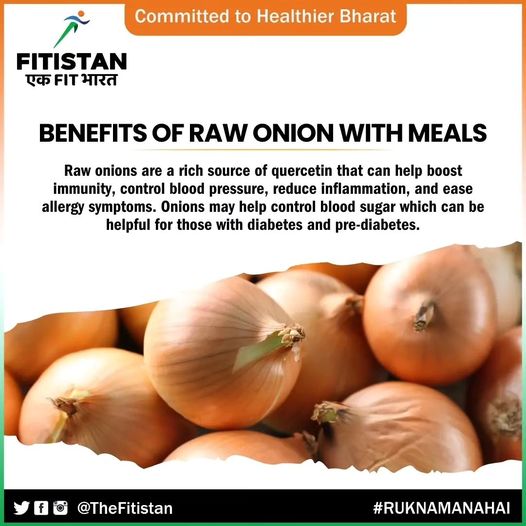 Committed to Healthier Bharat
FITISTAN
एक FIT भारत
BENEFITS OF RAW ONION WITH MEALS
Raw onions are a rich source of quercetin that can help boost
immunity, control blood pressure, reduce inflammation, and ease
allergy symptoms. Onions may help control blood sugar which can be
helpful for those with diabetes and pre-diabetes.
@TheFitistan
#RUKNAMANAHAI